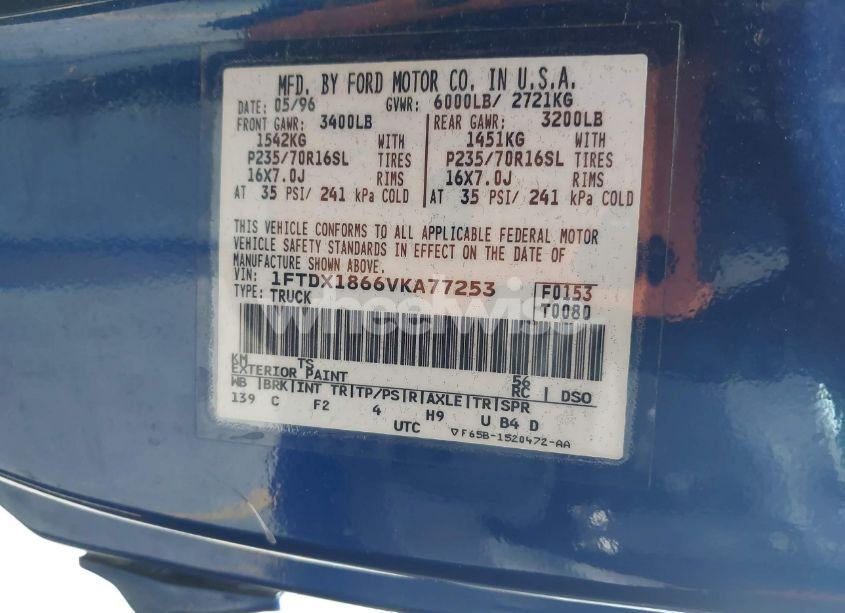 MFD. BY FORD MOTOR CO. IN U.S.A.
DATE: 05/96 GVWR: 6000LB/ 2721KG
FRONT GAWR: 3400LB REAR GAWR: 3200LB
1542KG WITH 1451KG WITH
P235/70R16SL TIRES P235/70R16SL TIRES
16X7.0J RIMS 16X7.0J RIMS
AT 35 PSI/ 241 kPa COLD AT 35 PSI/ 241 kPa COLD
THIS VEHICLE CONFORMS TO ALL APPLICABLE FEDERAL MOTOR
VEHICLE SAFETY STANDARDS IN EFFECT ON THE DATE OF
MANUFACTURE SHOWN ABOVE.
VIN: 1FTDX1866VKA77253 F0153
TYPE: TRUCK T0080
wheelwise
KM TS 56
EXTERIOR PAINT RC DSO
WB BRK INT TR TP/PS R AXLE TR SPR
139 C F2 4 H9 U B4 D
UTC ▽F65B-1520472-AA